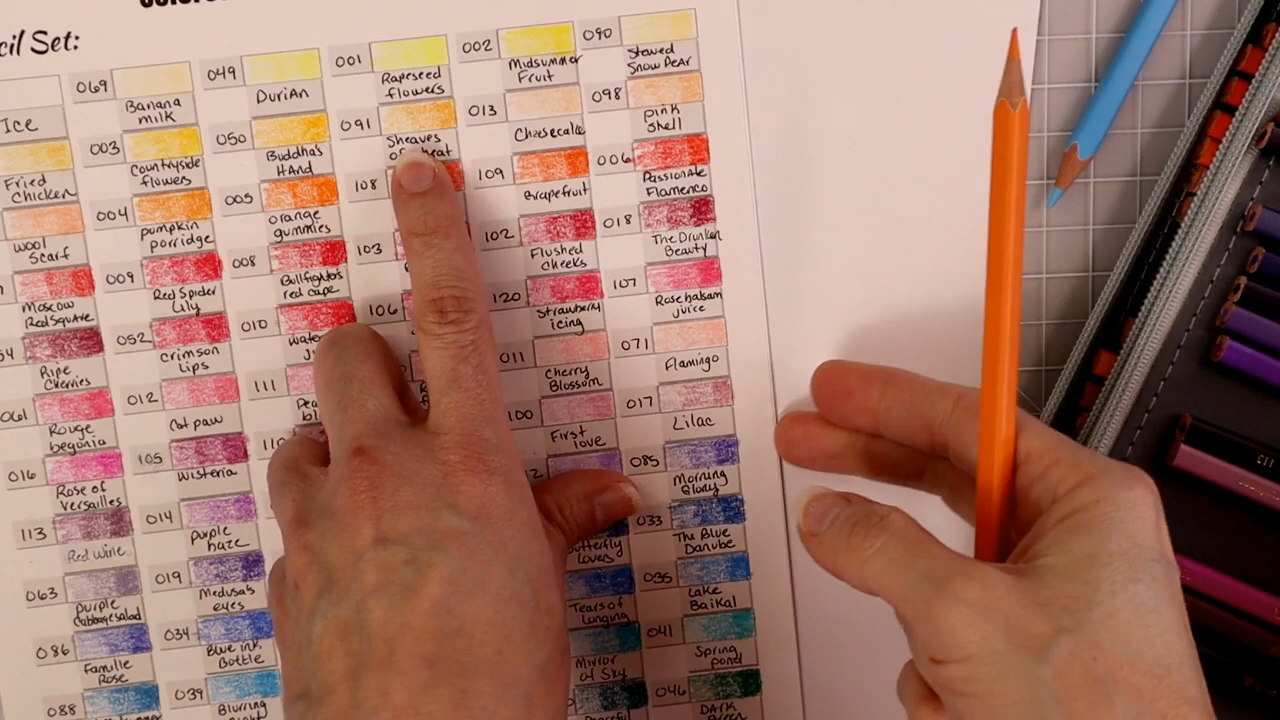 cil Set:
Ice
069 Banana
milk
049 DuriAn
001 Rapeseed
flowers
002 Midsummer
Fruit
090 Stewed
Snow Pear
Fried
Chicken
003 Countryside
flowers
050 Buddha's
HAnd
091 Sheaves
013 Cheesecake
098 pink
Shell
wool
Scarf
004 pumpkin
porridge
005 orange
gummies
108
109 Grapefruit
006 PassionAte
Flamenco
Moscow
Red Square
009 Red Spider
Lily
008 Bullfighter's
red cape
103
102 Flushed
Cheeks
018 The Drunken
Beauty
Ripe
Cherries
052 crimson
Lips
010
106
120 Strawberry
icing
107 Rose balsam
juice
061 Rouge
begonia
012 Cat paw
111
011 Cherry
Blossom
071 Flamingo
016 Rose of
Versailles
105 Wisteria
110
100 First
love
017 Lilac
113 Red Wine
014 purple
haze
085 Morning
Glory
063 Purple
Cabbage salad
019 Medusa's
eyes
Butterfly
Lovers
033 The Blue
Danube
086 Famille
Rose
034 Blue ink
Bottle
Tears of
Longing
035 Lake
Baikal
088
039 Blurring
Mirror
of Sky
041 Spring
pond
046 DArk
113